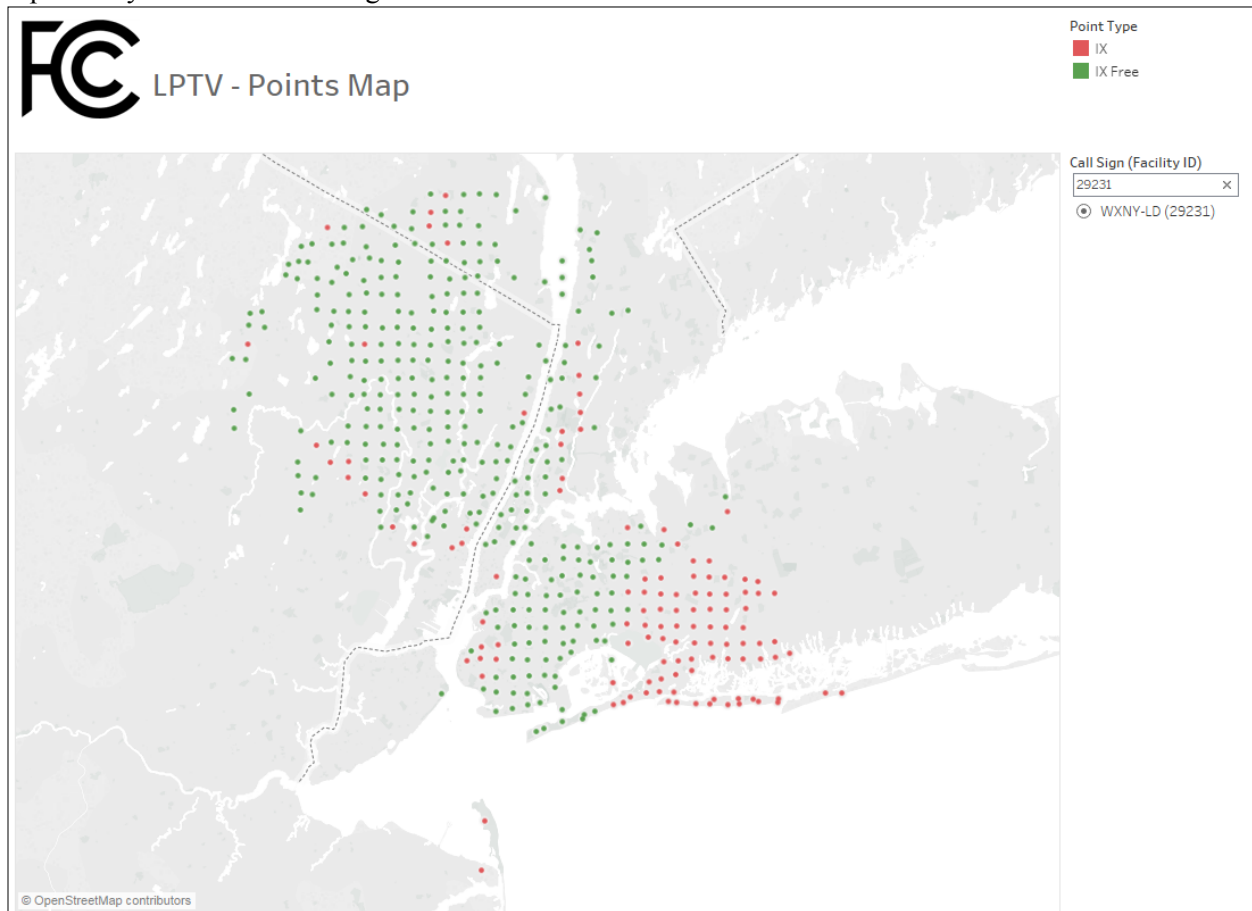 FCC
LPTV - Points Map
Point Type
IX
IX Free
Call Sign (Facility ID)
29231 ×
WXNY-LD (29231)
© OpenStreetMap contributors